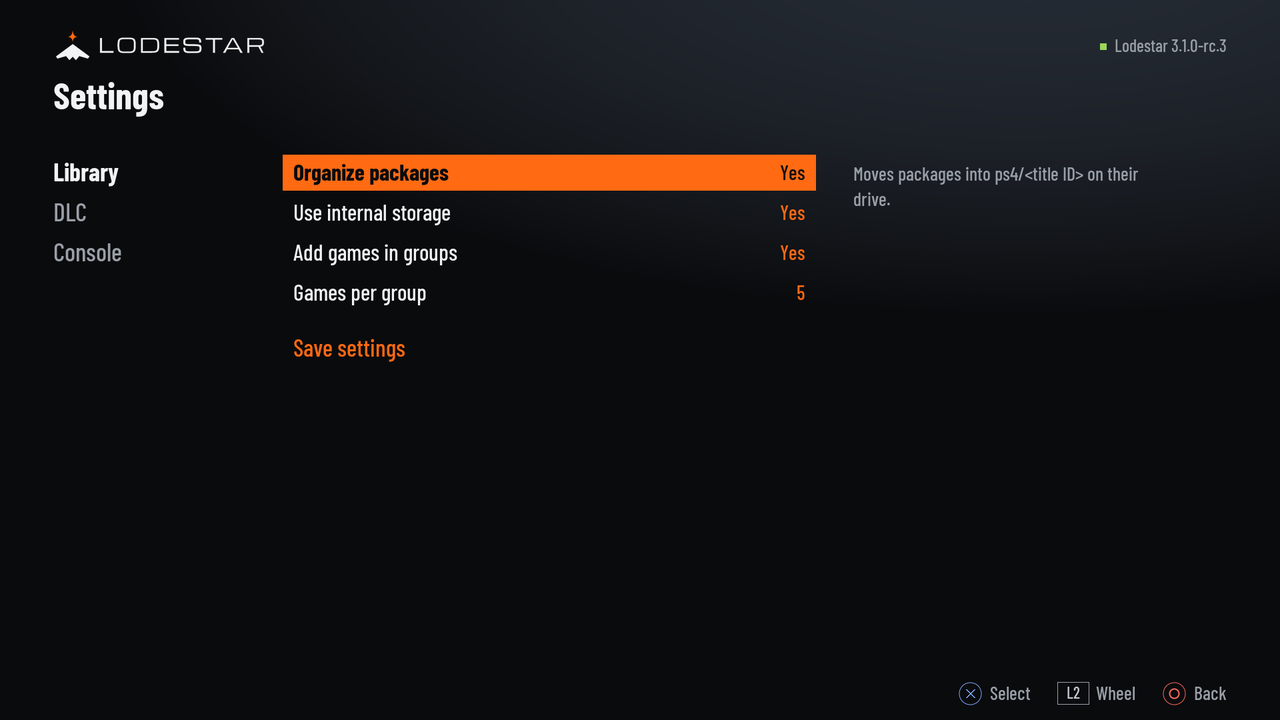 LODESTAR
Lodestar 3.1.0-rc.3
Settings
Library
DLC
Console
Organize packages Yes
Use internal storage Yes
Add games in groups Yes
Games per group 5
Save settings
Moves packages into ps4/<title ID> on their
drive.
Select
L2 Wheel
Back